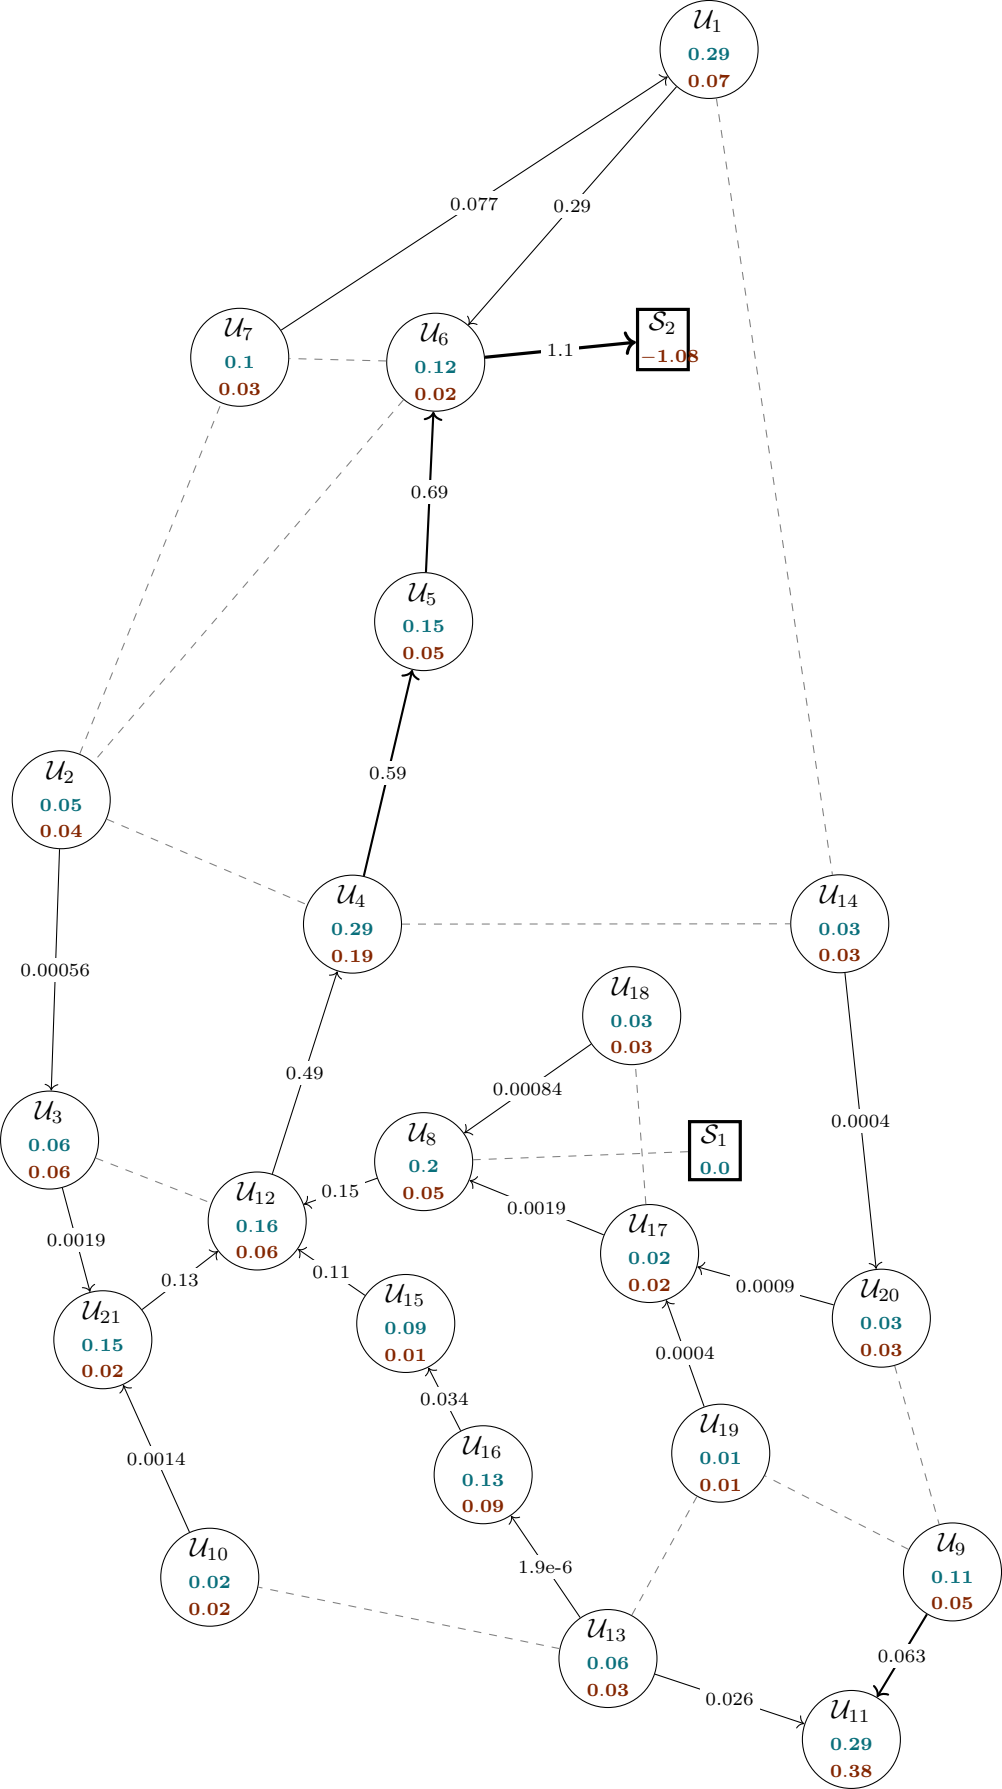 𝒰1
0.29
0.07
0.077
0.29
𝒰7
0.1
0.03
𝒰6
0.12
0.02
1.1
𝒮2
−1.08
0.69
𝒰5
0.15
0.05
0.59
𝒰2
0.05
0.04
𝒰4
0.29
0.19
𝒰14
0.03
0.03
0.00056
𝒰18
0.03
0.03
0.49
0.00084
0.0004
𝒰3
0.06
0.06
𝒰8
0.2
0.05
𝒮1
0.0
𝒰12
0.16
0.06
0.15
0.0019
𝒰17
0.02
0.02
0.0019
0.13
0.11
0.0009
𝒰21
0.15
0.02
𝒰15
0.09
0.01
𝒰20
0.03
0.03
0.0004
0.034
𝒰19
0.01
0.01
0.0014
𝒰16
0.13
0.09
𝒰10
0.02
0.02
1.9e-6
𝒰9
0.11
0.05
𝒰13
0.06
0.03
0.063
0.026
𝒰11
0.29
0.38